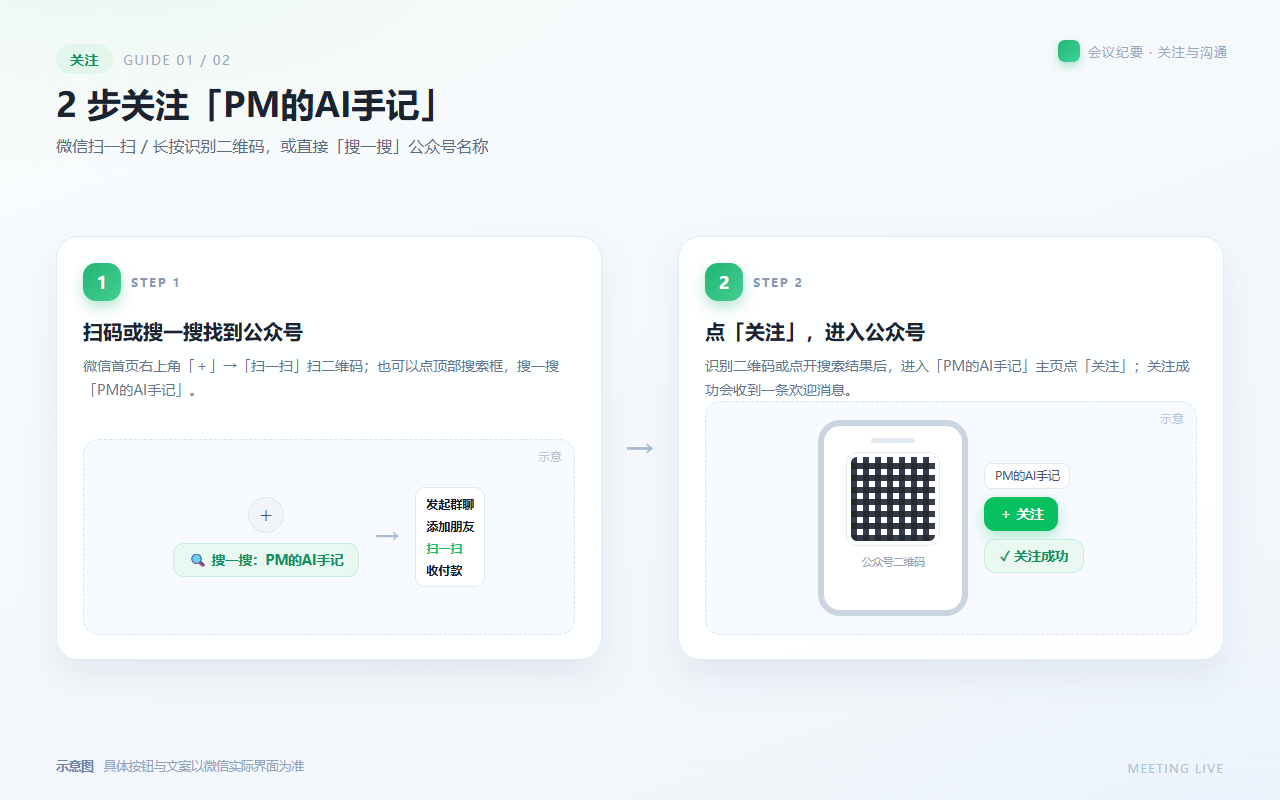 关注 GUIDE 01 / 02
会议纪要 · 关注与沟通
2 步关注「PM的AI手记」
微信扫一扫 / 长按识别二维码，或直接「搜一搜」公众号名称
1 STEP 1
扫码或搜一搜找到公众号
微信首页右上角「＋」→「扫一扫」扫二维码；也可以点顶部搜索框，搜一搜
「PM的AI手记」。
示意
＋
🔍 搜一搜：PM的AI手记
→
发起群聊
添加朋友
扫一扫
收付款
→
2 STEP 2
点「关注」，进入公众号
识别二维码或点开搜索结果后，进入「PM的AI手记」主页点「关注」；关注成
功会收到一条欢迎消息。
示意
公众号二维码
PM的AI手记
＋ 关注
✓ 关注成功
示意图 具体按钮与文案以微信实际界面为准
MEETING LIVE